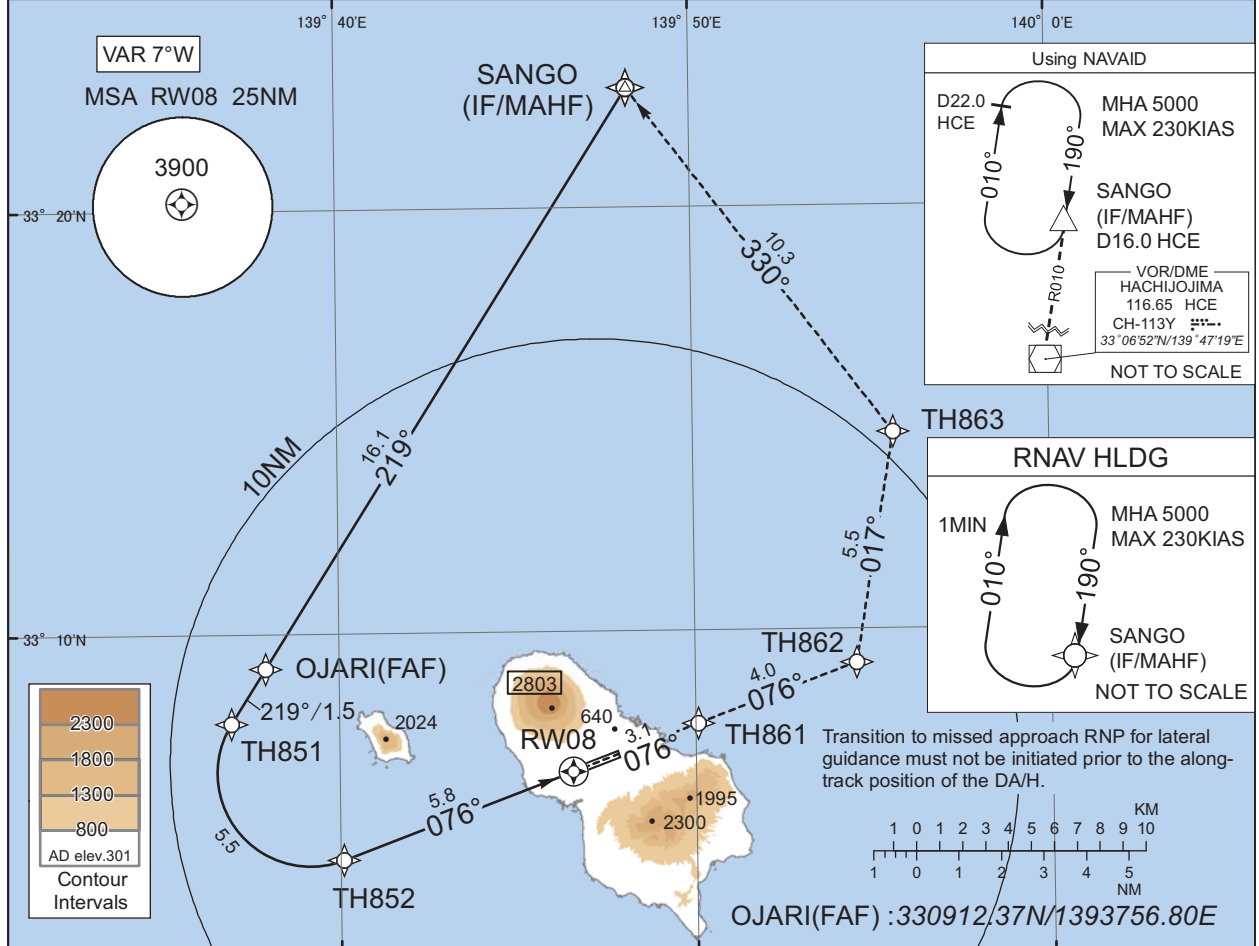 139° 40'E
139° 50'E
140° 0'E
VAR 7°W
MSA RW08 25NM
3900
33° 20'N
SANGO
(IF/MAHF)
Using NAVAID
D22.0
HCE
MHA 5000
MAX 230KIAS
010°
190°
SANGO
(IF/MAHF)
D16.0 HCE
R010
VOR/DME
HACHIJOJIMA
116.65 HCE
CH-113Y
33°06'52"N/139°47'19"E
NOT TO SCALE
10.3
330°
16.1
219°
10NM
TH863
5.5
017°
RNAV HLDG
1MIN
MHA 5000
MAX 230KIAS
010°
190°
SANGO
(IF/MAHF)
NOT TO SCALE
33° 10'N
OJARI(FAF)
219°/1.5
TH851
2024
2803
640
RW08
3.1
076°
TH861
4.0
076°
TH862
Transition to missed approach RNP for lateral
guidance must not be initiated prior to the along-
track position of the DA/H.
5.5
5.8
076°
TH852
1995
2300
2300
1800
1300
800
AD elev.301
Contour
Intervals
KM
1 0 1 2 3 4 5 6 7 8 9 10
1 0 1 2 3 4 5
NM
OJARI(FAF) :330912.37N/1393756.80E